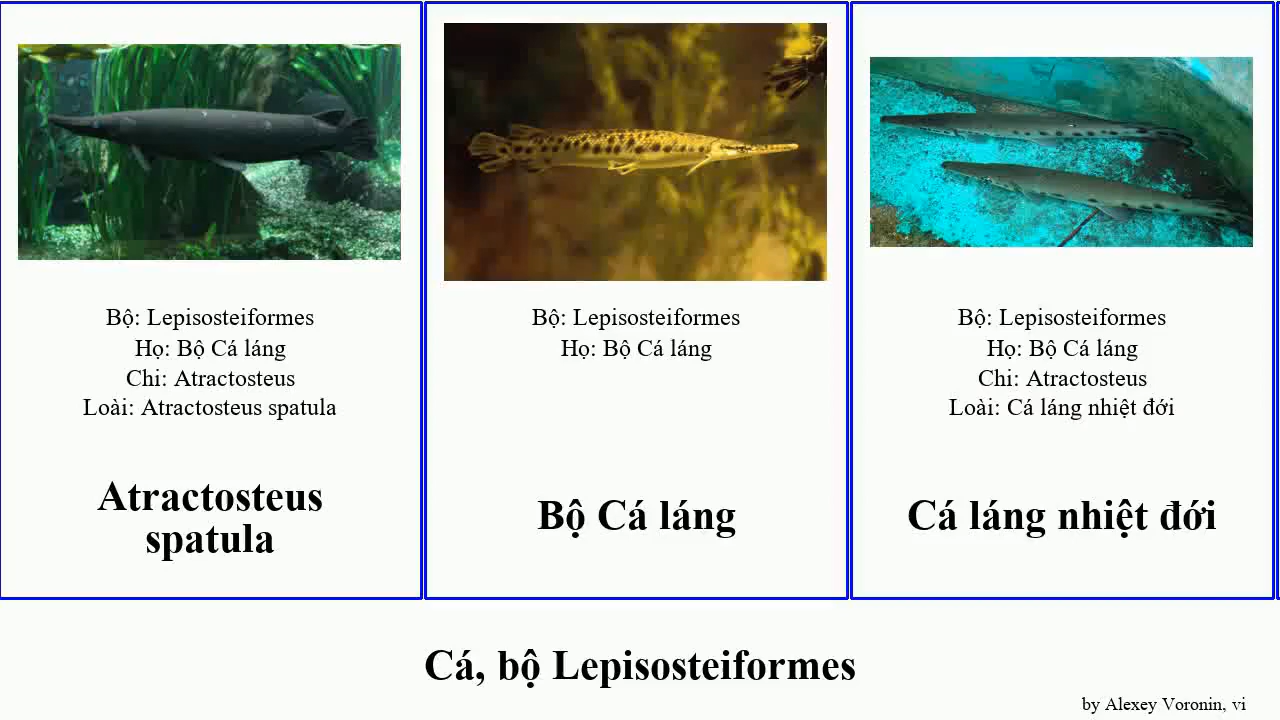 Bộ: Lepisosteiformes
Họ: Bộ Cá láng
Chi: Atractosteus
Loài: Atractosteus spatula
Atractosteus
spatula
Bộ: Lepisosteiformes
Họ: Bộ Cá láng
Bộ Cá láng
Bộ: Lepisosteiformes
Họ: Bộ Cá láng
Chi: Atractosteus
Loài: Cá láng nhiệt đới
Cá láng nhiệt đới
Cá, bộ Lepisosteiformes
by Alexey Voronin, vi